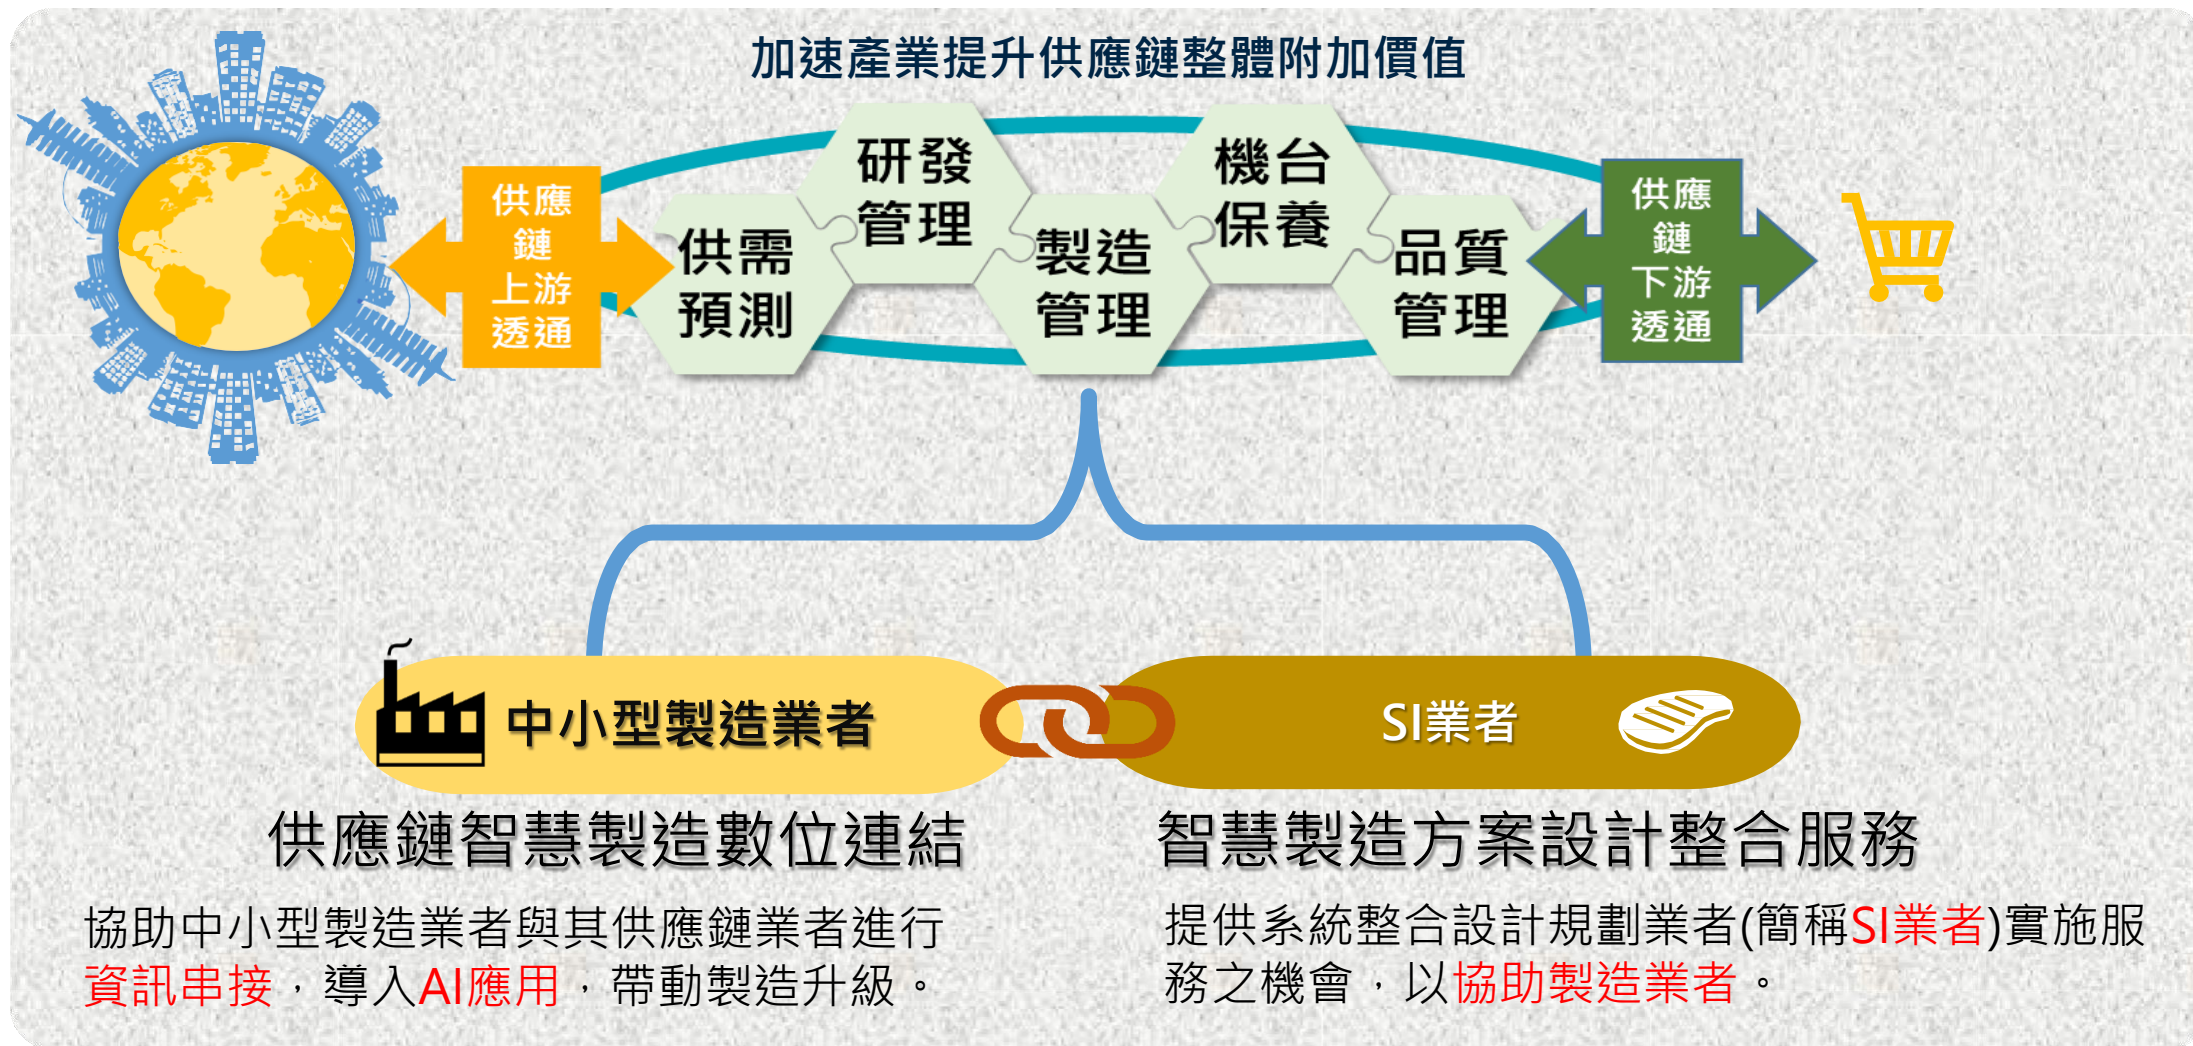 加速產業提升供應鏈整體附加價值
供應
鏈
上游
透通
供需
預測
研發
管理
製造
管理
機台
保養
品質
管理
供應
鏈
下游
透通
中小型製造業者
SI業者
供應鏈智慧製造數位連結
協助中小型製造業者與其供應鏈業者進行
資訊串接，導入AI應用，帶動製造升級。
智慧製造方案設計整合服務
提供系統整合設計規劃業者(簡稱SI業者)實施服
務之機會，以協助製造業者。